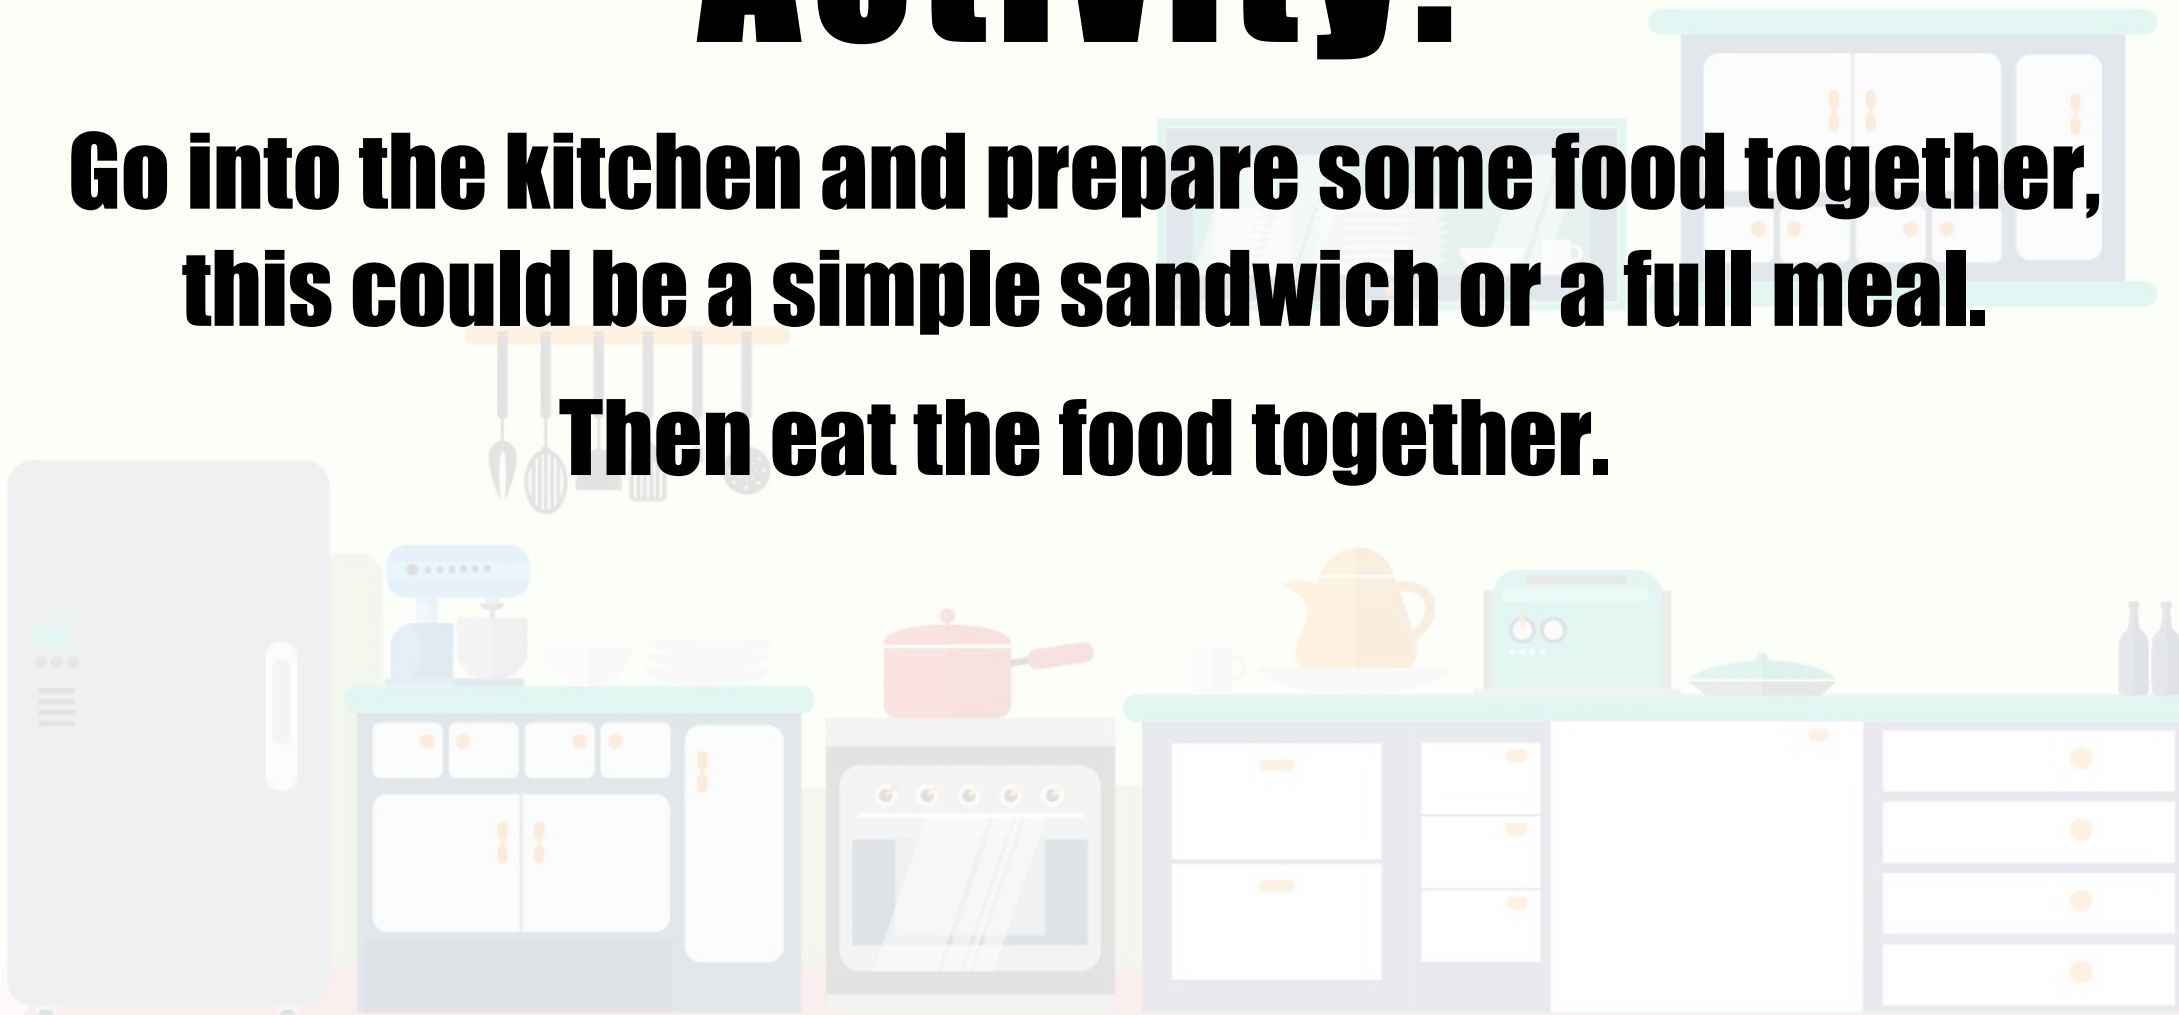 Activity:
Go into the kitchen and prepare some food together,
this could be a simple sandwich or a full meal.
Then eat the food together.